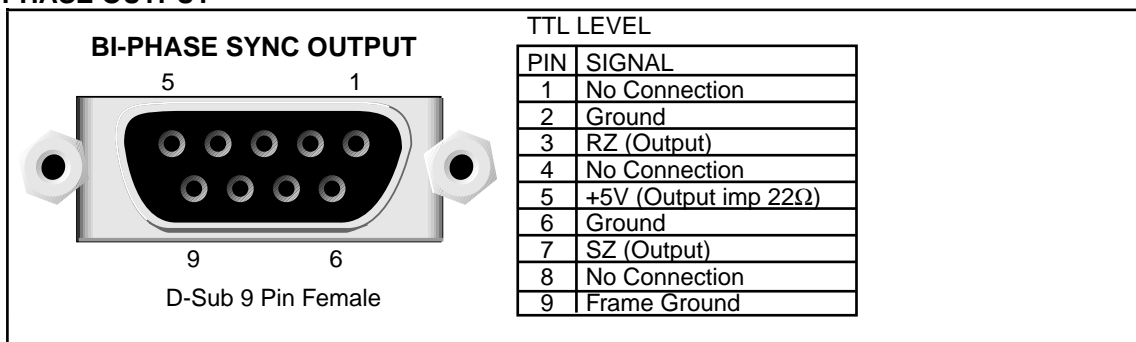 PHASE OUTPUT
BI-PHASE SYNC OUTPUT
5 1
9 6
D-Sub 9 Pin Female
TTL LEVEL
PIN SIGNAL
1 No Connection
2 Ground
3 RZ (Output)
4 No Connection
5 +5V (Output imp 22Ω)
6 Ground
7 SZ (Output)
8 No Connection
9 Frame Ground